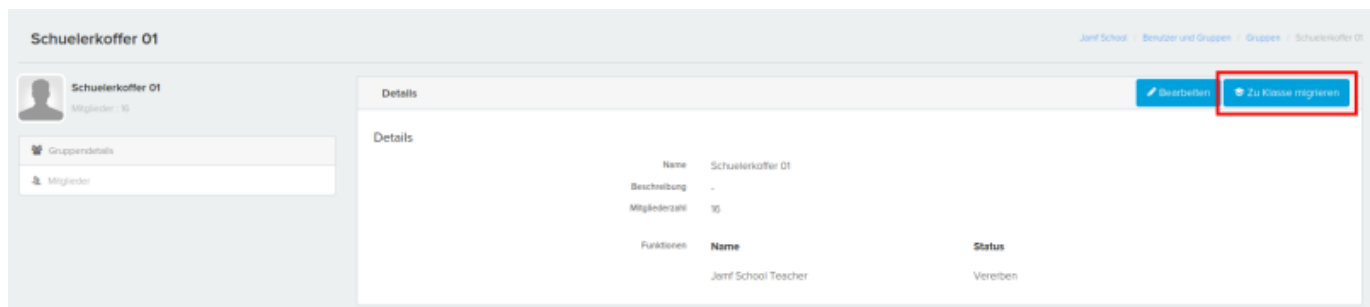 Schuelerkoffer 01
Jamf School / Benutzer und Gruppen / Gruppen / Schuelerkoffer 01
Schuelerkoffer 01
Mitglieder : 16
Gruppendetails
Mitglieder
Details
Bearbeiten
Zu Klasse migrieren
Details
Name Schuelerkoffer 01
Beschreibung -
Mitgliederzahl 16
Funktionen Name Status
Jamf School Teacher Vererben